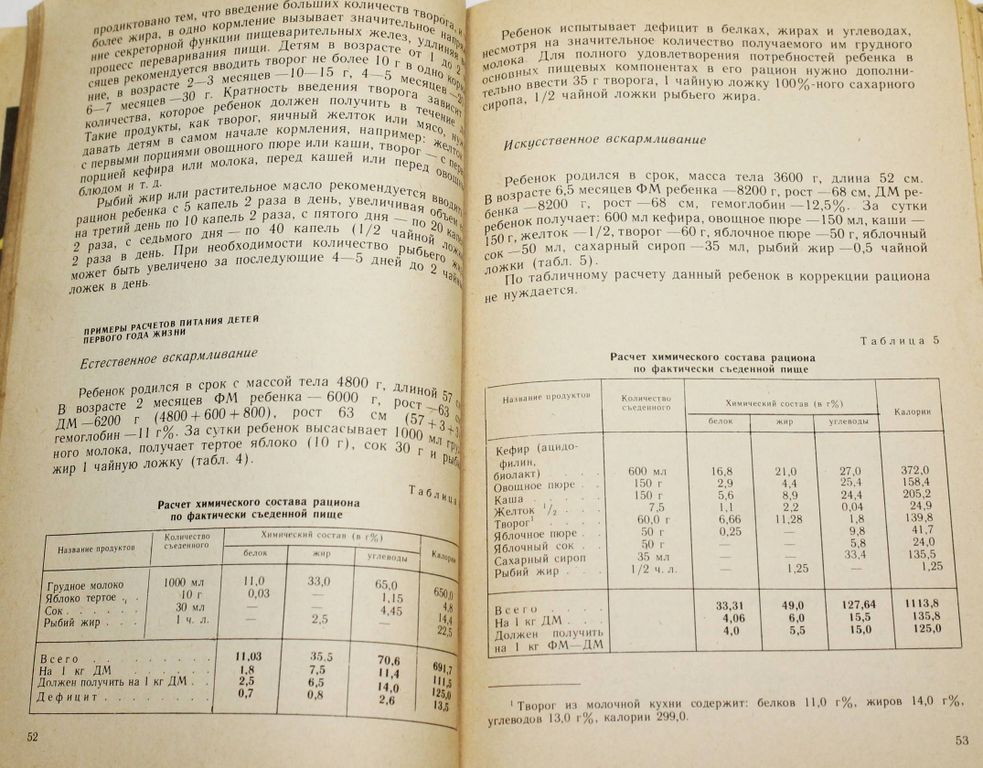 продиктовано тем, что введение больших количеств творога,
более жира, в одно кормление вызывает значительное
ние секреторной функции пищеварительных желез, удлиняя
процесс переваривания пищи. Детям в возрасте от 1 до 2
сяцев рекомендуется вводить творог не более 10 г в одно
ние, в возрасте 2—3 месяцев —10—15 г, 4—5 месяцев
6—7 месяцев —30 г. Кратность введения творога зависит
количества, которое ребенок должен получить в течение
Такие продукты, как творог, яичный желток или мясо,
давать детям в самом начале кормления, например: желток
с первыми порциями овощного пюре или каши, творог — с
порцией кефира или молока, перед кашей или перед
блюдом и т. д.
Рыбий жир или растительное масло рекомендуется
рацион ребенка с 5 капель 2 раза в день, увеличивая
на третий день по 10 капель 2 раза, с пятого дня — по 20
2 раза, с седьмого дня — по 40 капель (1/2 чайной
2 раза в день. При необходимости количество рыбьего
может быть увеличено за последующие 4—5 дней до 2
ложек в день.
ПРИМЕРЫ РАСЧЕТОВ ПИТАНИЯ ДЕТЕЙ
ПЕРВОГО ГОДА ЖИЗНИ
Естественное вскармливание
Ребенок родился в срок с массой тела 4800 г, длиной 57
В возрасте 2 месяцев ФМ ребенка — 6000 г, рост —63
ДМ —6200 г (4800+600+800), рост 63 см (57+3+3
гемоглобин —11 г%. За сутки ребенок высасывает 1000 мл
ного молока, получает тертое яблоко (10 г), сок 30 г и
жир 1 чайную ложку (табл. 4).
Расчет химического состава рациона
по фактически съеденной пище
Название продуктов Количество съеденного Химический состав (в г%) Калории
белок жир углеводы
Грудное молоко 1000 мл 11,0 33,0 65,0 650,0
Яблоко тертое . . 10 г 0,03 — 1,15 4,8
Сок . . . . . . 30 мл — — 4,45 14,4
Рыбий жир . . . 1 ч. л. — 2,5 — 22,5
Всего . . . . . . . . 11,03 35,5 70,6 691,7
На 1 кг ДМ . . . . . . 1,8 7,5 11,4 111,5
Должен получить на 1 кг ДМ . . 2,5 6,5 14,0 125,0
Дефицит . . . . . . . . 0,7 0,8 2,6 13,5
52
Ребенок испытывает дефицит в белках, жирах и углеводах,
несмотря на значительное количество получаемого им грудного
молока. Для полного удовлетворения потребностей ребенка в
основных пищевых компонентах в его рацион нужно дополни-
тельно ввести 35 г творога, 1 чайную ложку 100%-ного сахарного
сиропа, 1/2 чайной ложки рыбьего жира.
Искусственное вскармливание
Ребенок родился в срок, масса тела 3600 г, длина 52 см.
В возрасте 6,5 месяцев ФМ ребенка —8200 г, рост —68 см, ДМ ре-
бенка —8200 г, рост —68 см, гемоглобин —12,5%. За сутки
ребенок получает: 600 мл кефира, овощное пюре —150 мл, каши —
150 г, желток —1/2, творог —60 г, яблочное пюре —50 г, яблочный
сок —50 мл, сахарный сироп —35 мл, рыбий жир —0,5 чайной
ложки (табл. 5).
По табличному расчету данный ребенок в коррекции рациона
не нуждается.
Таблица 5
Расчет химического состава рациона
по фактически съеденной пище
Название продуктов Количество съеденного Химический состав (в г%) Калории
белок жир углеводы
Кефир (ацидо-
филин,
биолакт) . . . 600 мл 16,8 21,0 27,0 372,0
Овощное пюре . . 150 г 2,9 4,4 25,4 158,4
Каша . . . . . 150 г 5,6 8,9 24,4 205,2
Желток 1/2 . . . 7,5 1,1 2,2 0,04 24,9
Творог¹ . . . . 60,0 г 6,66 11,28 1,8 139,8
Яблочное пюре . . 50 г 0,25 — 9,8 41,7
Яблочный сок . . 50 г — — 5,8 24,0
Сахарный сироп 35 мл — — 33,4 135,5
Рыбий жир . . . 1/2 ч. л. — 1,25 — 1,25
Всего . . . . 33,31 49,0 127,64 1113,8
На 1 кг ДМ . . . 4,06 6,0 15,5 135,8
Должен получить 4,0 5,5 15,0 125,0
на 1 кг ФМ—ДМ
¹ Творог из молочной кухни содержит: белков 11,0 г%, жиров 14,0 г%,
углеводов 13,0 г%, калории 299,0.
53